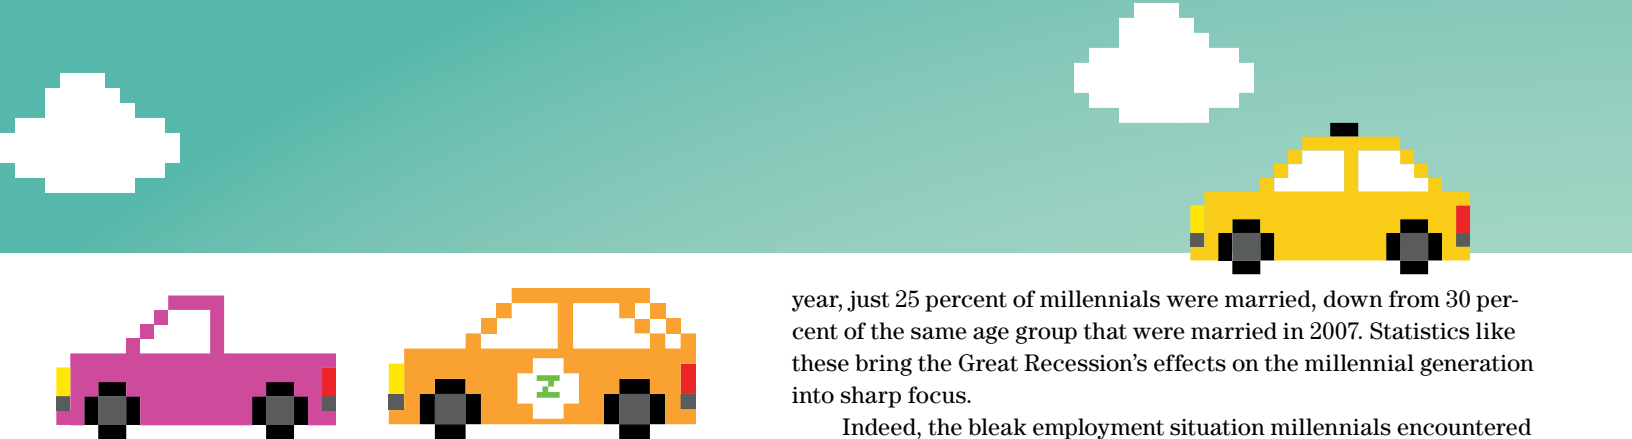 year, just 25 percent of millennials were married, down from 30 per-
cent of the same age group that were married in 2007. Statistics like
these bring the Great Recession’s effects on the millennial generation
into sharp focus.
Indeed, the bleak employment situation millennials encountered